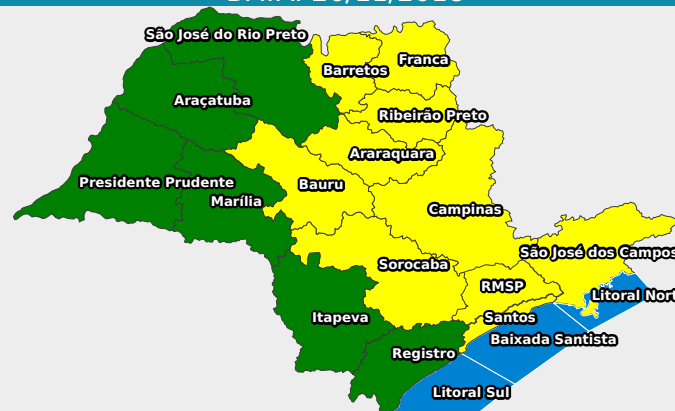 São José do Rio Preto
Franca
Barretos
Araçatuba
Ribeirão Preto
Araraquara
Presidente Prudente
Bauru
Marília
Campinas
São José dos Campos
Sorocaba
RMSP
Litoral Nort
Itapeva
Santos
Baixada Santista
Registro
Litoral Sul